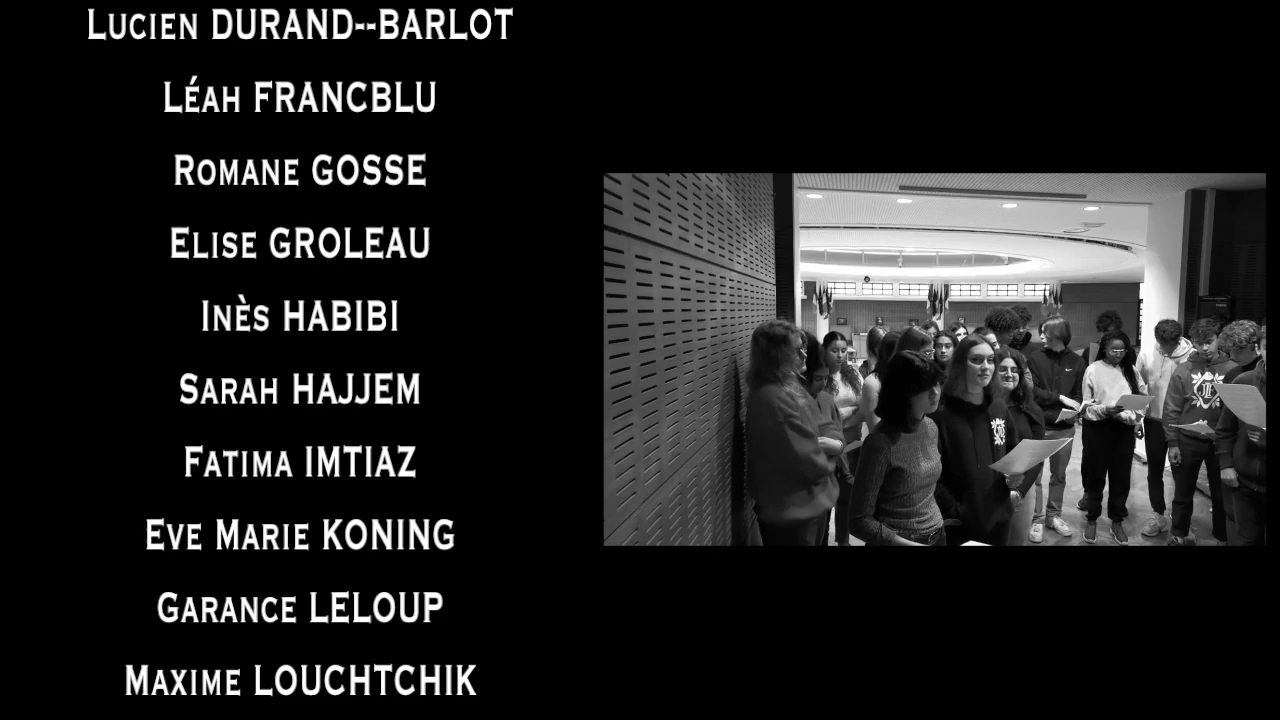 Lucien DURAND--BARLOT
Léah FRANCBLU
Romane GOSSE
Elise GROLEAU
Inès HABIBI
Sarah HAJJEM
Fatima IMTIAZ
Eve Marie KONING
Garance LELOUP
Maxime LOUCHTCHIK